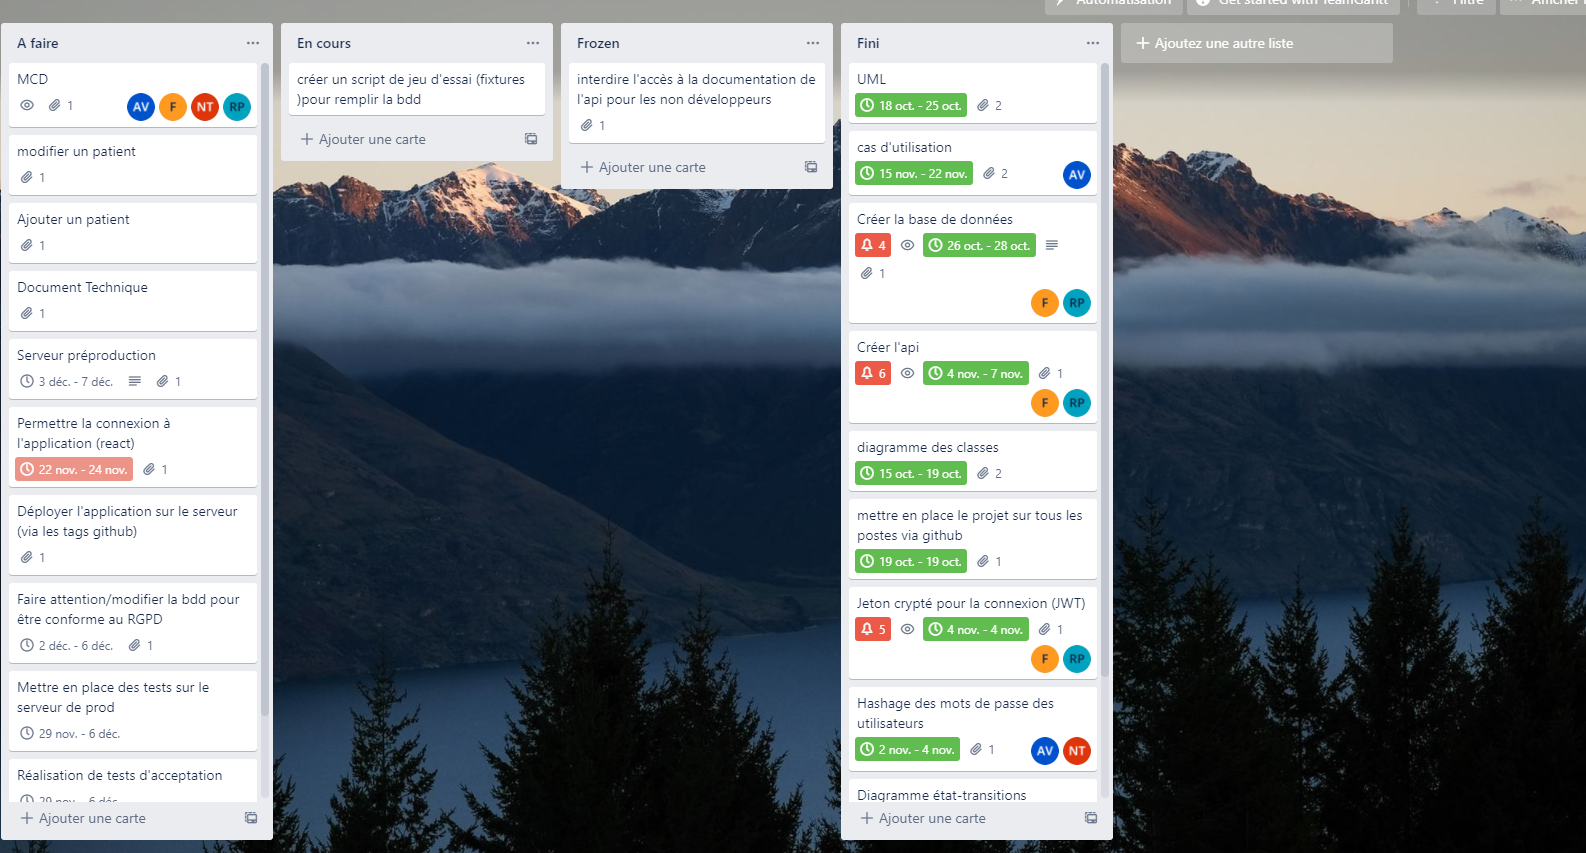 Automatisation
Get started with TeamGantt
Filtre
Afficher
A faire
MCD
1
AV
F
NT
RP
modifier un patient
1
Ajouter un patient
1
Document Technique
1
Serveur préproduction
3 déc. - 7 déc.
1
Permettre la connexion à
l'application (react)
22 nov. - 24 nov.
1
Déployer l'application sur le serveur
(via les tags github)
1
Faire attention/modifier la bdd pour
être conforme au RGPD
2 déc. - 6 déc.
1
Mettre en place des tests sur le
serveur de prod
29 nov. - 6 déc.
Réalisation de tests d'acceptation
29 nov. - 6 déc.
Ajouter une carte
En cours
créer un script de jeu d'essai (fixtures
)pour remplir la bdd
Ajouter une carte
Frozen
interdire l'accès à la documentation de
l'api pour les non développeurs
1
Ajouter une carte
Fini
UML
18 oct. - 25 oct.
2
cas d'utilisation
15 nov. - 22 nov.
2
AV
Créer la base de données
4
26 oct. - 28 oct.
1
F
RP
Créer l'api
6
4 nov. - 7 nov.
1
F
RP
diagramme des classes
15 oct. - 19 oct.
2
mettre en place le projet sur tous les
postes via github
19 oct. - 19 oct.
1
Jeton crypté pour la connexion (JWT)
5
4 nov. - 4 nov.
1
F
RP
Hashage des mots de passe des
utilisateurs
2 nov. - 4 nov.
1
AV
NT
Diagramme état-transitions
Ajouter une carte
Ajoutez une autre liste